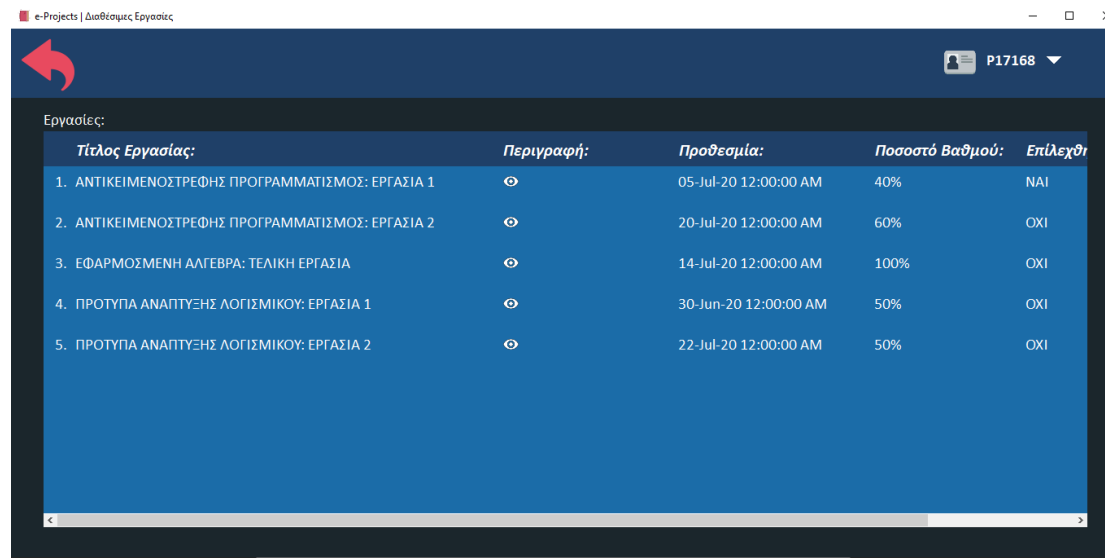 e-Projects | Διαθέσιμες Εργασίες
P17168
Εργασίες:
Τίτλος Εργασίας: Περιγραφή: Προθεσμία: Ποσοστό Βαθμού: Επίλεχθη
1. ΑΝΤΙΚΕΙΜΕΝΟΣΤΡΕΦΗΣ ΠΡΟΓΡΑΜΜΑΤΙΣΜΟΣ: ΕΡΓΑΣΙΑ 1 05-Jul-20 12:00:00 AM 40% ΝΑΙ
2. ΑΝΤΙΚΕΙΜΕΝΟΣΤΡΕΦΗΣ ΠΡΟΓΡΑΜΜΑΤΙΣΜΟΣ: ΕΡΓΑΣΙΑ 2 20-Jul-20 12:00:00 AM 60% ΟΧΙ
3. ΕΦΑΡΜΟΣΜΕΝΗ ΑΛΓΕΒΡΑ: ΤΕΛΙΚΗ ΕΡΓΑΣΙΑ 14-Jul-20 12:00:00 AM 100% ΟΧΙ
4. ΠΡΟΤΥΠΑ ΑΝΑΠΤΥΞΗΣ ΛΟΓΙΣΜΙΚΟΥ: ΕΡΓΑΣΙΑ 1 30-Jun-20 12:00:00 AM 50% ΟΧΙ
5. ΠΡΟΤΥΠΑ ΑΝΑΠΤΥΞΗΣ ΛΟΓΙΣΜΙΚΟΥ: ΕΡΓΑΣΙΑ 2 22-Jul-20 12:00:00 AM 50% ΟΧΙ